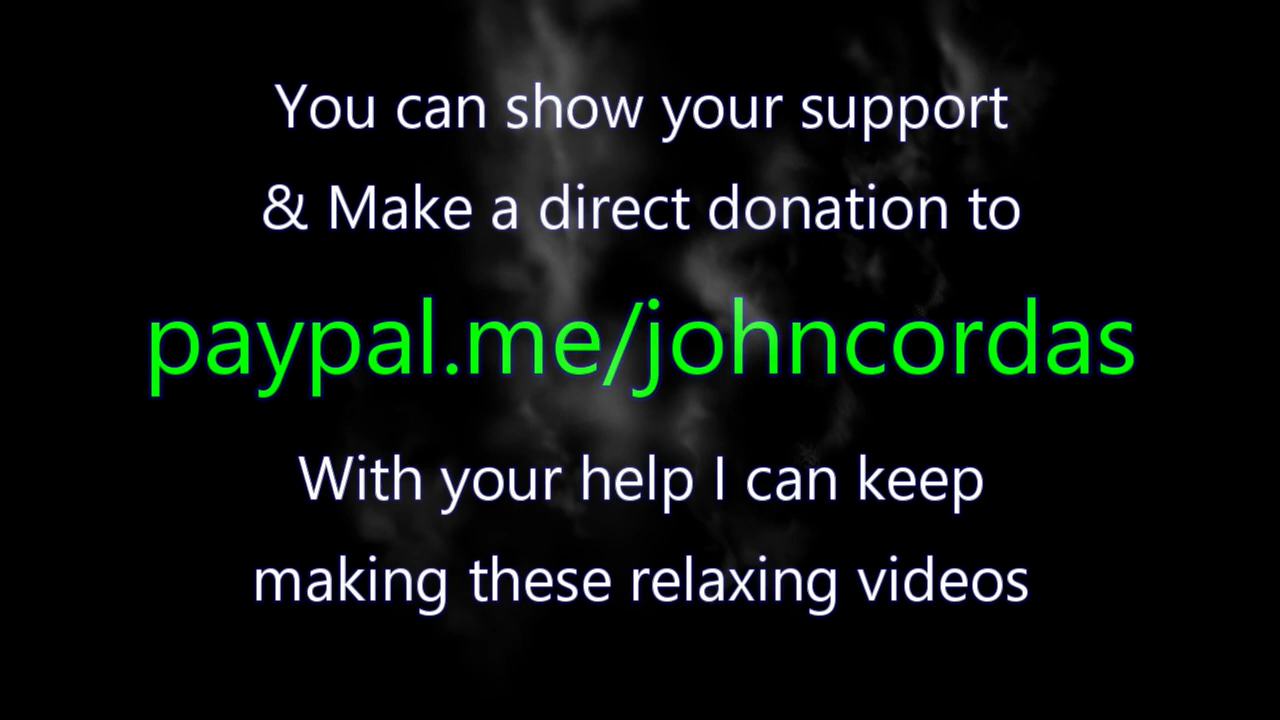 You can show your support
& Make a direct donation to
paypal.me/johncordas
With your help I can keep
making these relaxing videos